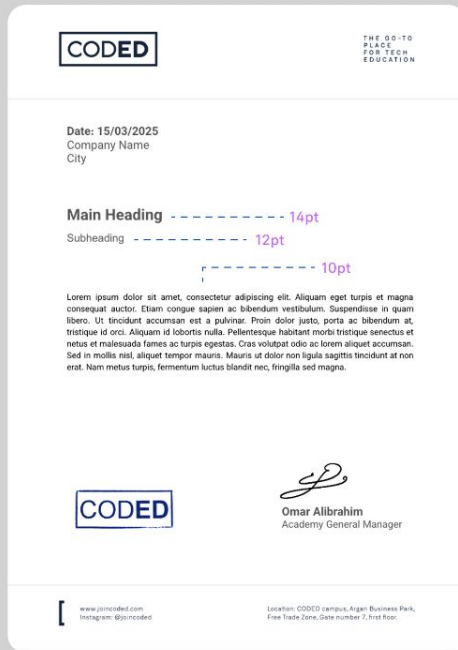 CODED
THE GO-TO
PLACE
FOR TECH
EDUCATION
Date: 15/03/2025
Company Name
City
Main Heading 14pt
Subheading 12pt
10pt
Lorem ipsum dolor sit amet, consectetur adipiscing elit. Aliquam eget turpis et magna
consequat auctor. Etiam congue sapien ac bibendum vestibulum. Suspendisse in quam
libero. Ut tincidunt accumsan est a pulvinar. Proin dolor justo, porta ac bibendum at,
tristique id orci. Aliquam id lobortis nulla. Pellentesque habitant morbi tristique senectus et
netus et malesuada fames ac turpis egestas. Cras volutpat odio ac lorem aliquet accumsan.
Sed in mollis nisl, aliquet tempor mauris. Mauris ut dolor non ligula sagittis tincidunt at non
erat. Nam metus turpis, fermentum luctus blandit nec, fringilla sed magna.
CODED
Omar Alibrahim
Academy General Manager
www.joincoded.com
Instagram: @joincoded
Location: CODED campus, Argan Business Park,
Free Trade Zone, Gate number 7, first floor.